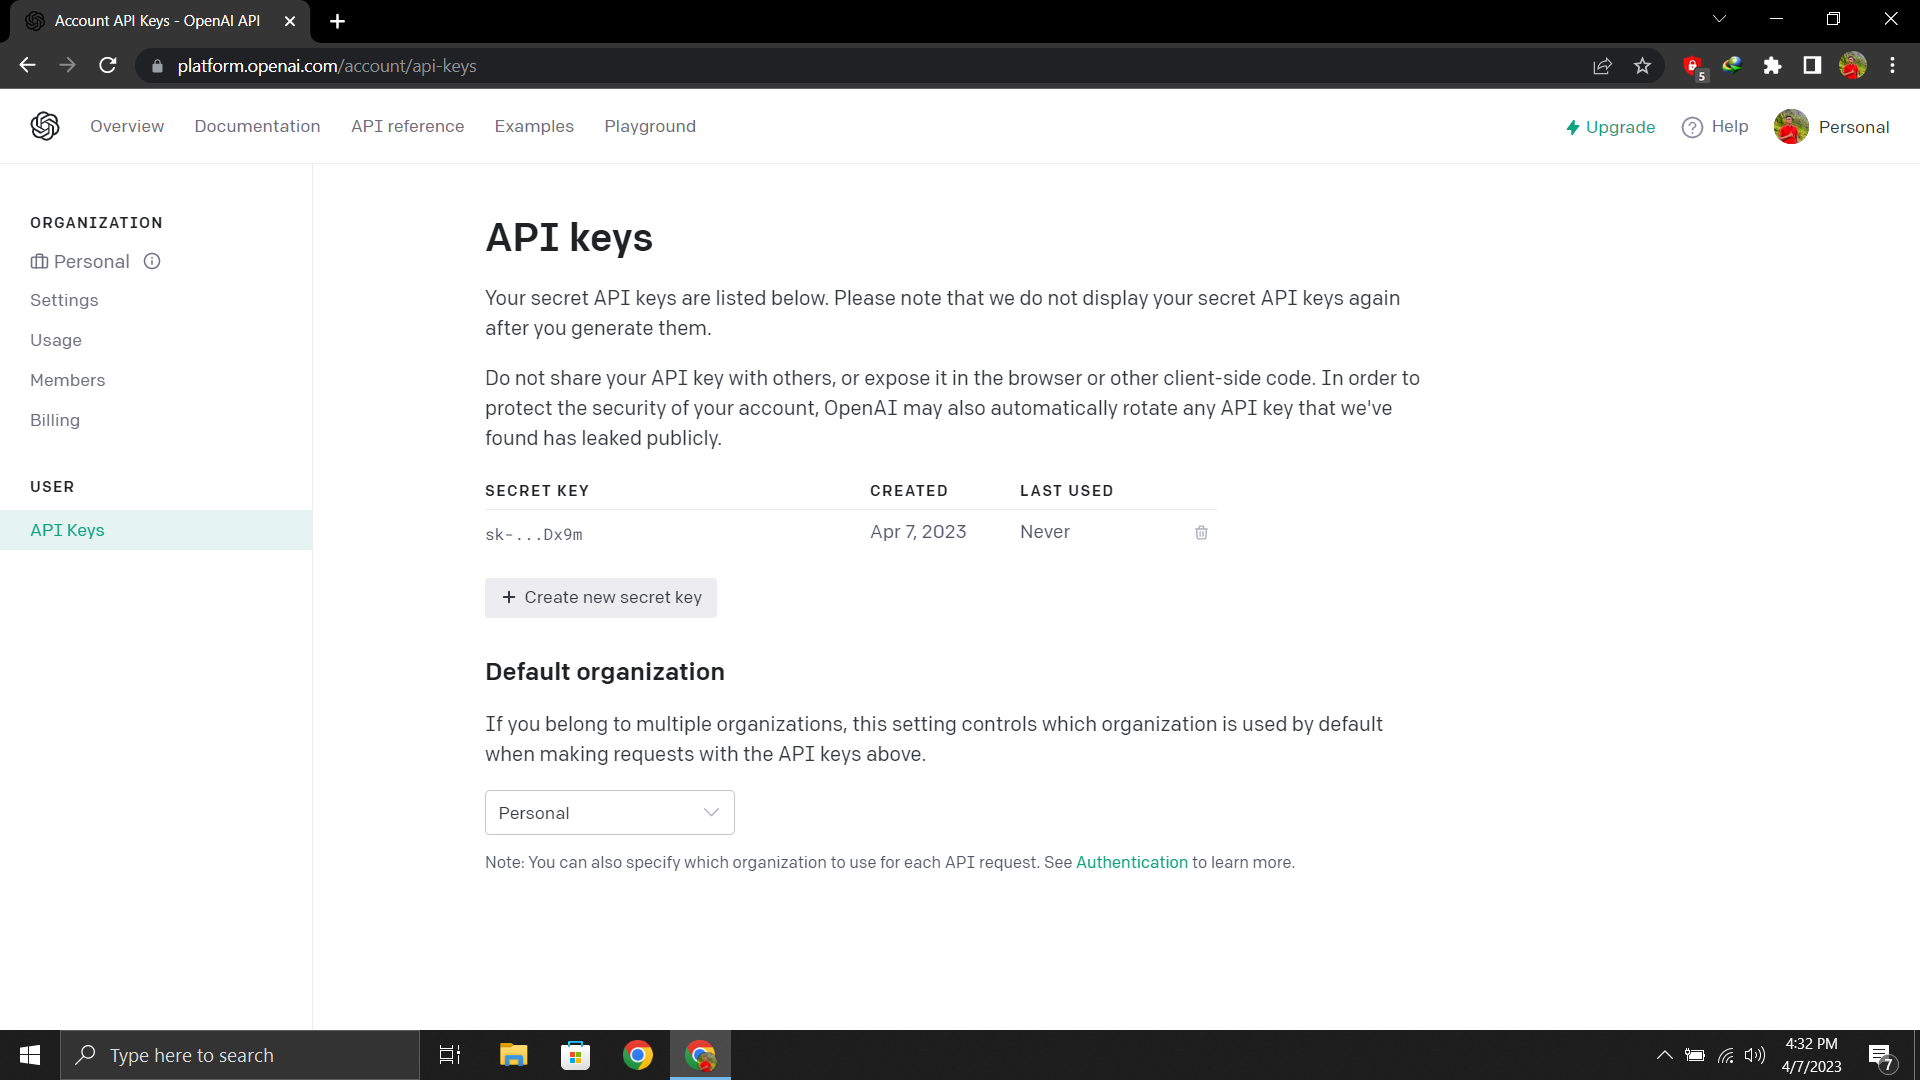 Account API Keys - OpenAI API
platform.openai.com/account/api-keys
5
Overview Documentation API reference Examples Playground
Upgrade Help Personal
ORGANIZATION
Personal
Settings
Usage
Members
Billing
USER
API Keys
API keys
Your secret API keys are listed below. Please note that we do not display your secret API keys again
after you generate them.
Do not share your API key with others, or expose it in the browser or other client-side code. In order to
protect the security of your account, OpenAI may also automatically rotate any API key that we've
found has leaked publicly.
SECRET KEY CREATED LAST USED
sk-...Dx9m Apr 7, 2023 Never
+ Create new secret key
Default organization
If you belong to multiple organizations, this setting controls which organization is used by default
when making requests with the API keys above.
Personal
Note: You can also specify which organization to use for each API request. See Authentication to learn more.
Type here to search
4:32 PM
4/7/2023
7